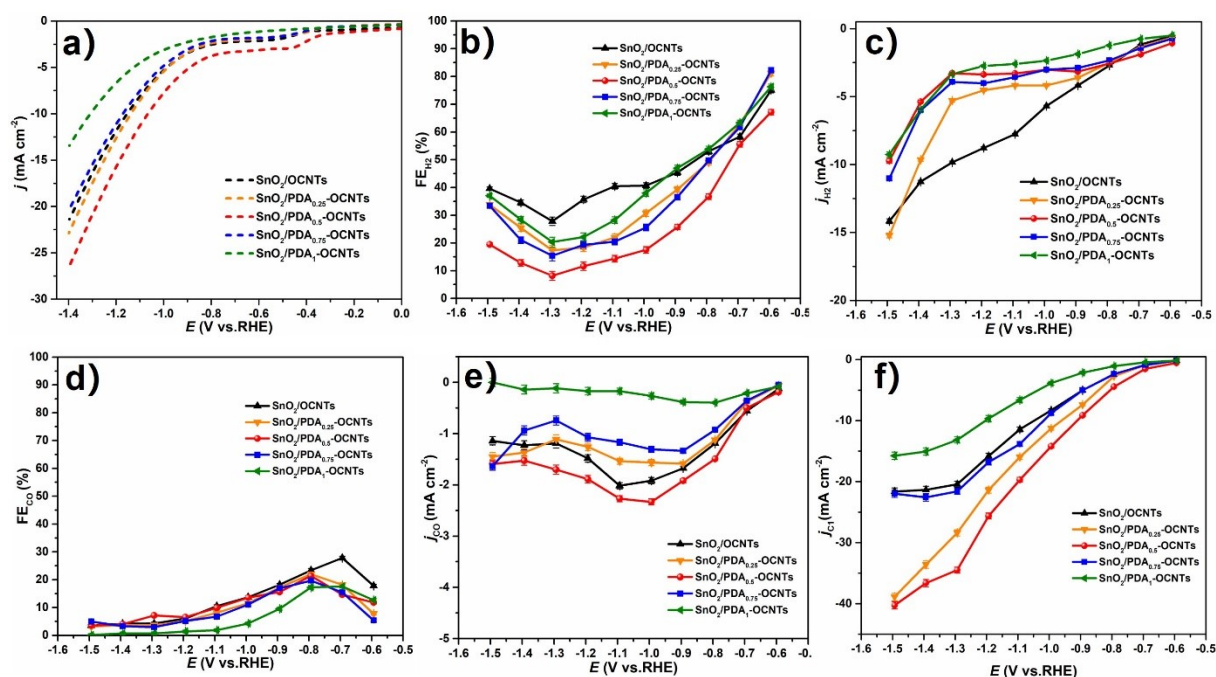 a)
j (mA cm-2)
0
-5
-10
-15
-20
-25
-30
SnO2/OCNTs
SnO2/PDA0.25-OCNTs
SnO2/PDA0.5-OCNTs
SnO2/PDA0.75-OCNTs
SnO2/PDA1-OCNTs
-1.4 -1.2 -1.0 -0.8 -0.6 -0.4 -0.2 0.0
E (V vs.RHE)
b)
FEH2 (%)
100
90
80
70
60
50
40
30
20
10
0
SnO2/OCNTs
SnO2/PDA0.25-OCNTs
SnO2/PDA0.5-OCNTs
SnO2/PDA0.75-OCNTs
SnO2/PDA1-OCNTs
-1.6 -1.5 -1.4 -1.3 -1.2 -1.1 -1.0 -0.9 -0.8 -0.7 -0.6 -0.5
E (V vs.RHE)
c)
jH2 (mA cm-2)
0
-5
-10
-15
-20
SnO2/OCNTs
SnO2/PDA0.25-OCNTs
SnO2/PDA0.5-OCNTs
SnO2/PDA0.75-OCNTs
SnO2/PDA1-OCNTs
-1.6 -1.5 -1.4 -1.3 -1.2 -1.1 -1.0 -0.9 -0.8 -0.7 -0.6 -0.5
E (V vs.RHE)
d)
FECO (%)
100
90
80
70
60
50
40
30
20
10
0
SnO2/OCNTs
SnO2/PDA0.25-OCNTs
SnO2/PDA0.5-OCNTs
SnO2/PDA0.75-OCNTs
SnO2/PDA1-OCNTs
-1.6 -1.5 -1.4 -1.3 -1.2 -1.1 -1.0 -0.9 -0.8 -0.7 -0.6 -0.5
E (V vs.RHE)
e)
jCO (mA cm-2)
0
-1
-2
-3
-4
-5
SnO2/OCNTs
SnO2/PDA0.25-OCNTs
SnO2/PDA0.5-OCNTs
SnO2/PDA0.75-OCNTs
SnO2/PDA1-OCNTs
-1.6 -1.5 -1.4 -1.3 -1.2 -1.1 -1.0 -0.9 -0.8 -0.7 -0.6 -0.5
E (V vs.RHE)
f)
jC1(mA cm-2)
0
-10
-20
-30
-40
SnO2/OCNTs
SnO2/PDA0.25-OCNTs
SnO2/PDA0.5-OCNTs
SnO2/PDA0.75-OCNTs
SnO2/PDA1-OCNTs
-1.6 -1.5 -1.4 -1.3 -1.2 -1.1 -1.0 -0.9 -0.8 -0.7 -0.6 -0.5
E (V vs.RHE)